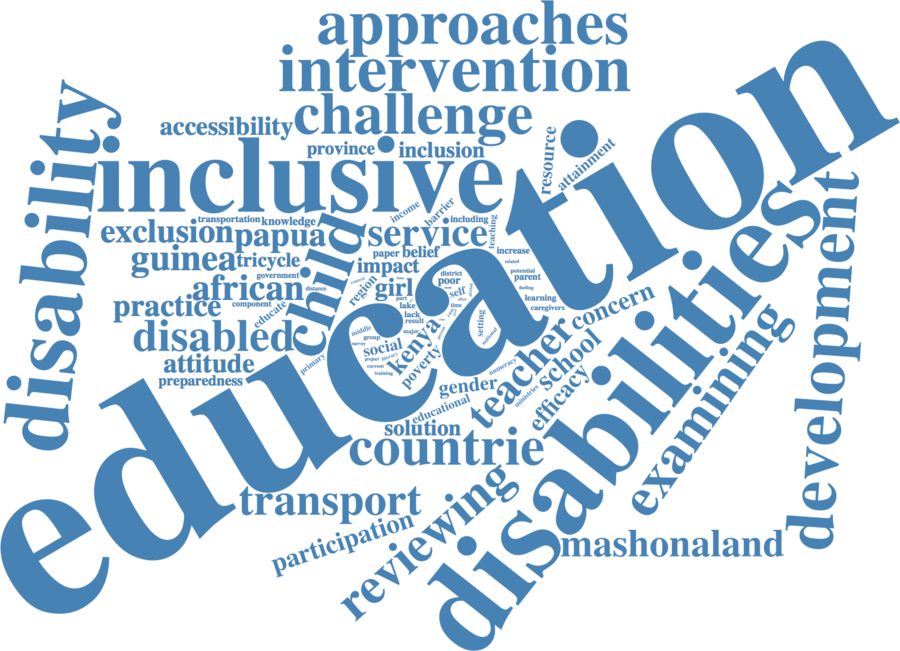 approaches
intervention
challenge
accessibility
province
inclusion
inclusive
resource
attainment
disability
education
transportation
knowledge
income
barrier
including
teaching
exclusion
papua
child
service
guinea
tricycle
paper
belief
increase
related
government
impact
district
potential
african
distance
region
girl
poor
parent
finding
practice
component
educate
part
self
learning
lake
time
caregivers
lack
result
disabled
middle
major
kenya
setting
concern
group
social
attitude
primary
project
literacy
poverty
current
training
numeracy
preparedness
gender
teacher
school
ministries
efficacy
educational
solution
countrie
disabilities
development
examining
transport
participation
reviewing
mashonaland